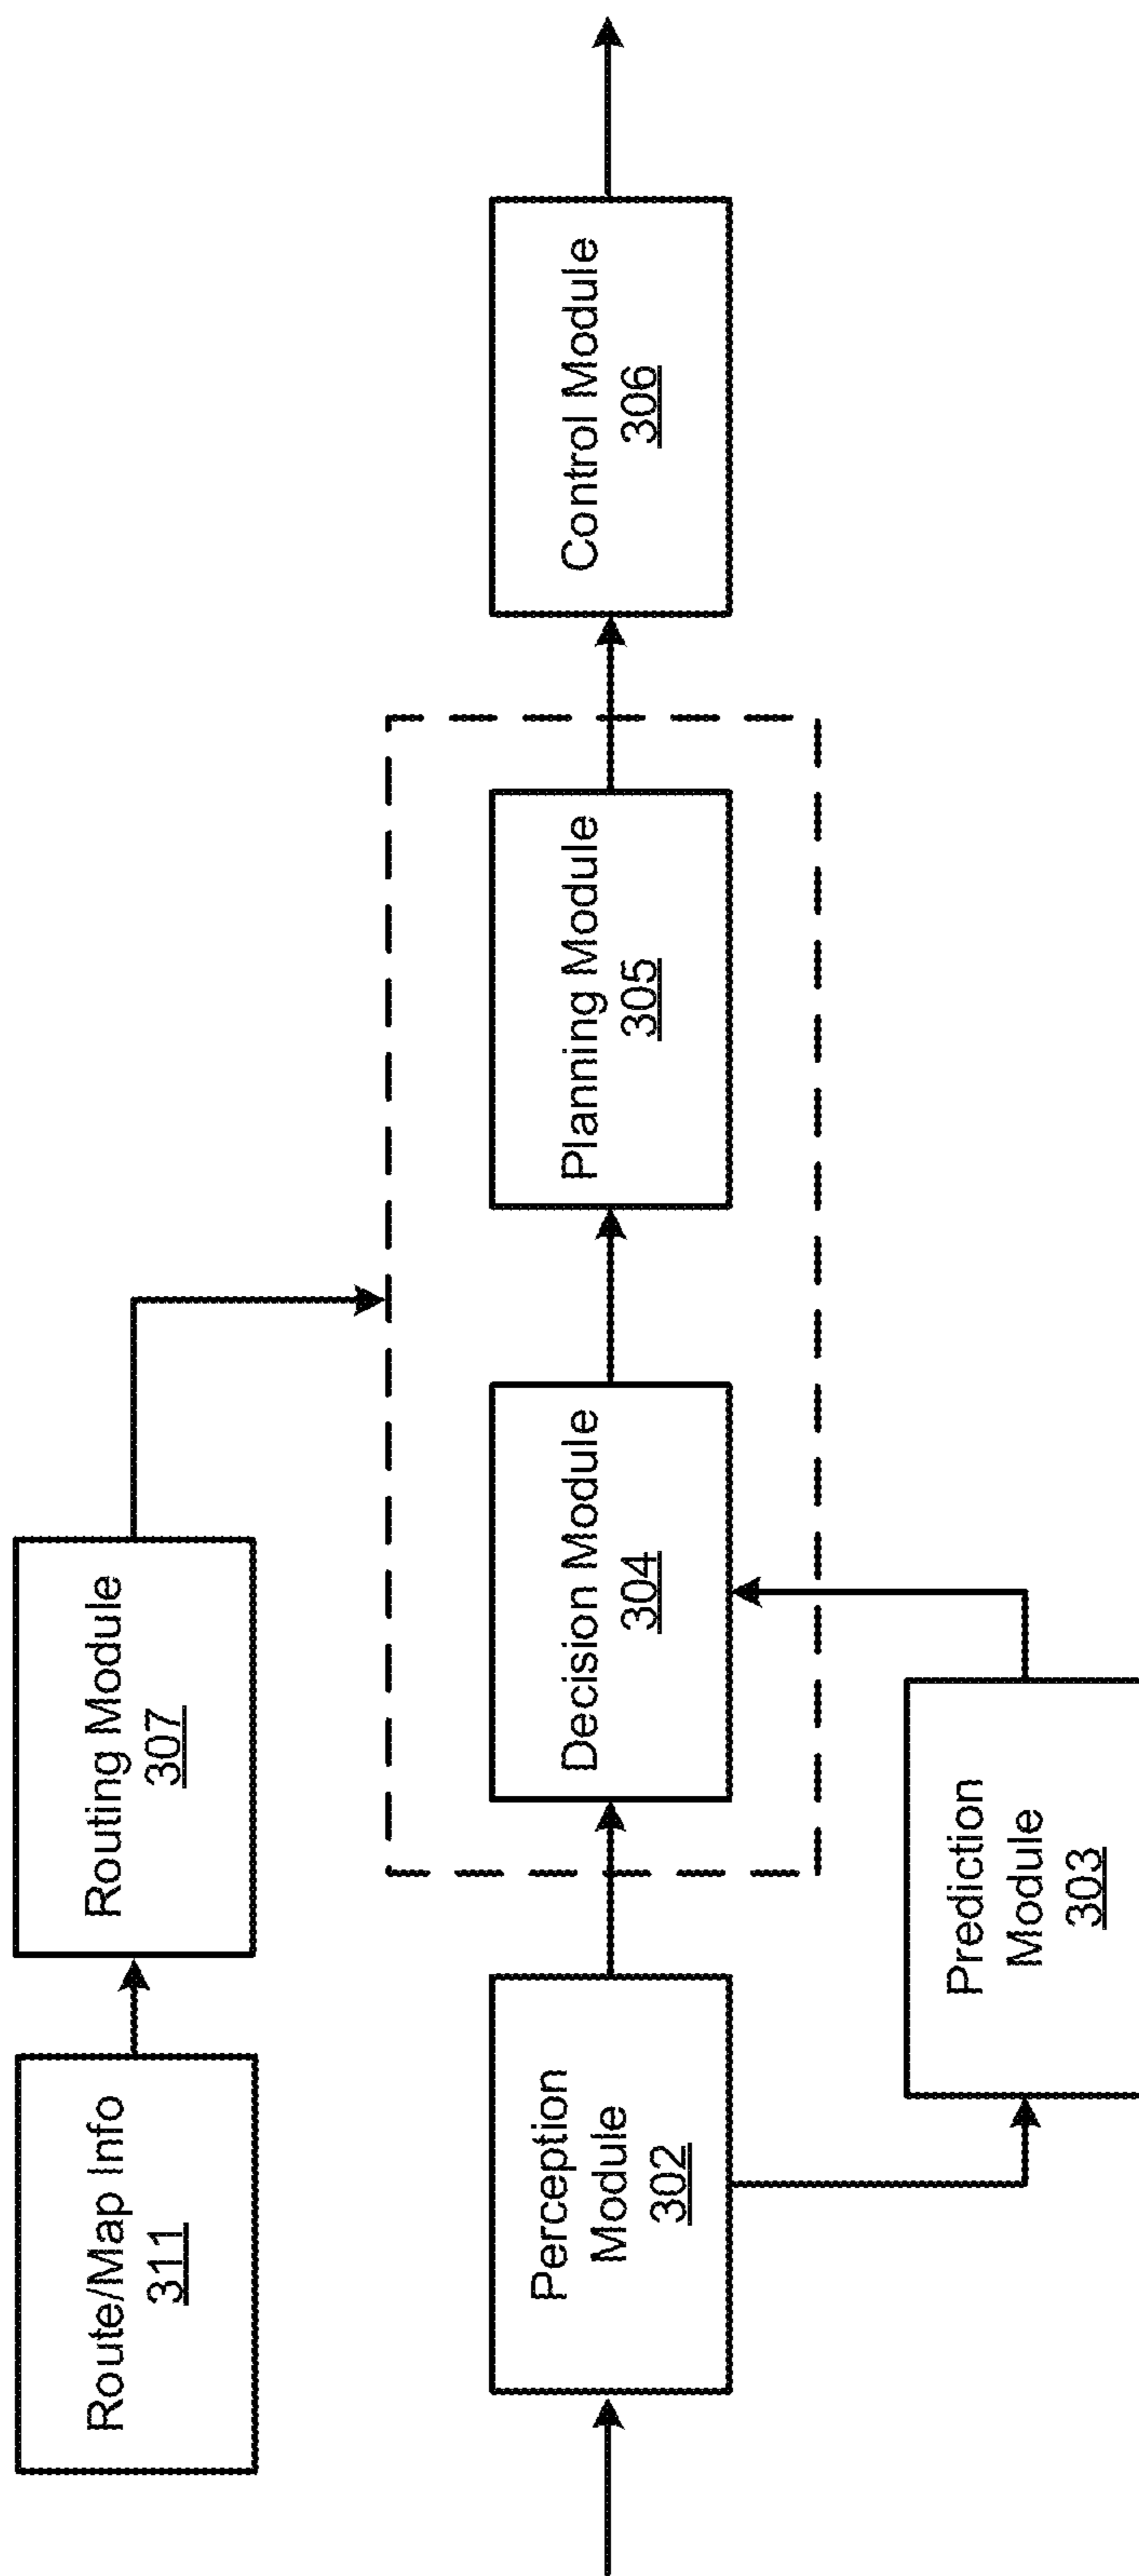 Route/Map Info
311
Routing Module
307
Perception
Module
302
Decision Module
304
Planning Module
305
Control Module
306
Prediction
Module
303